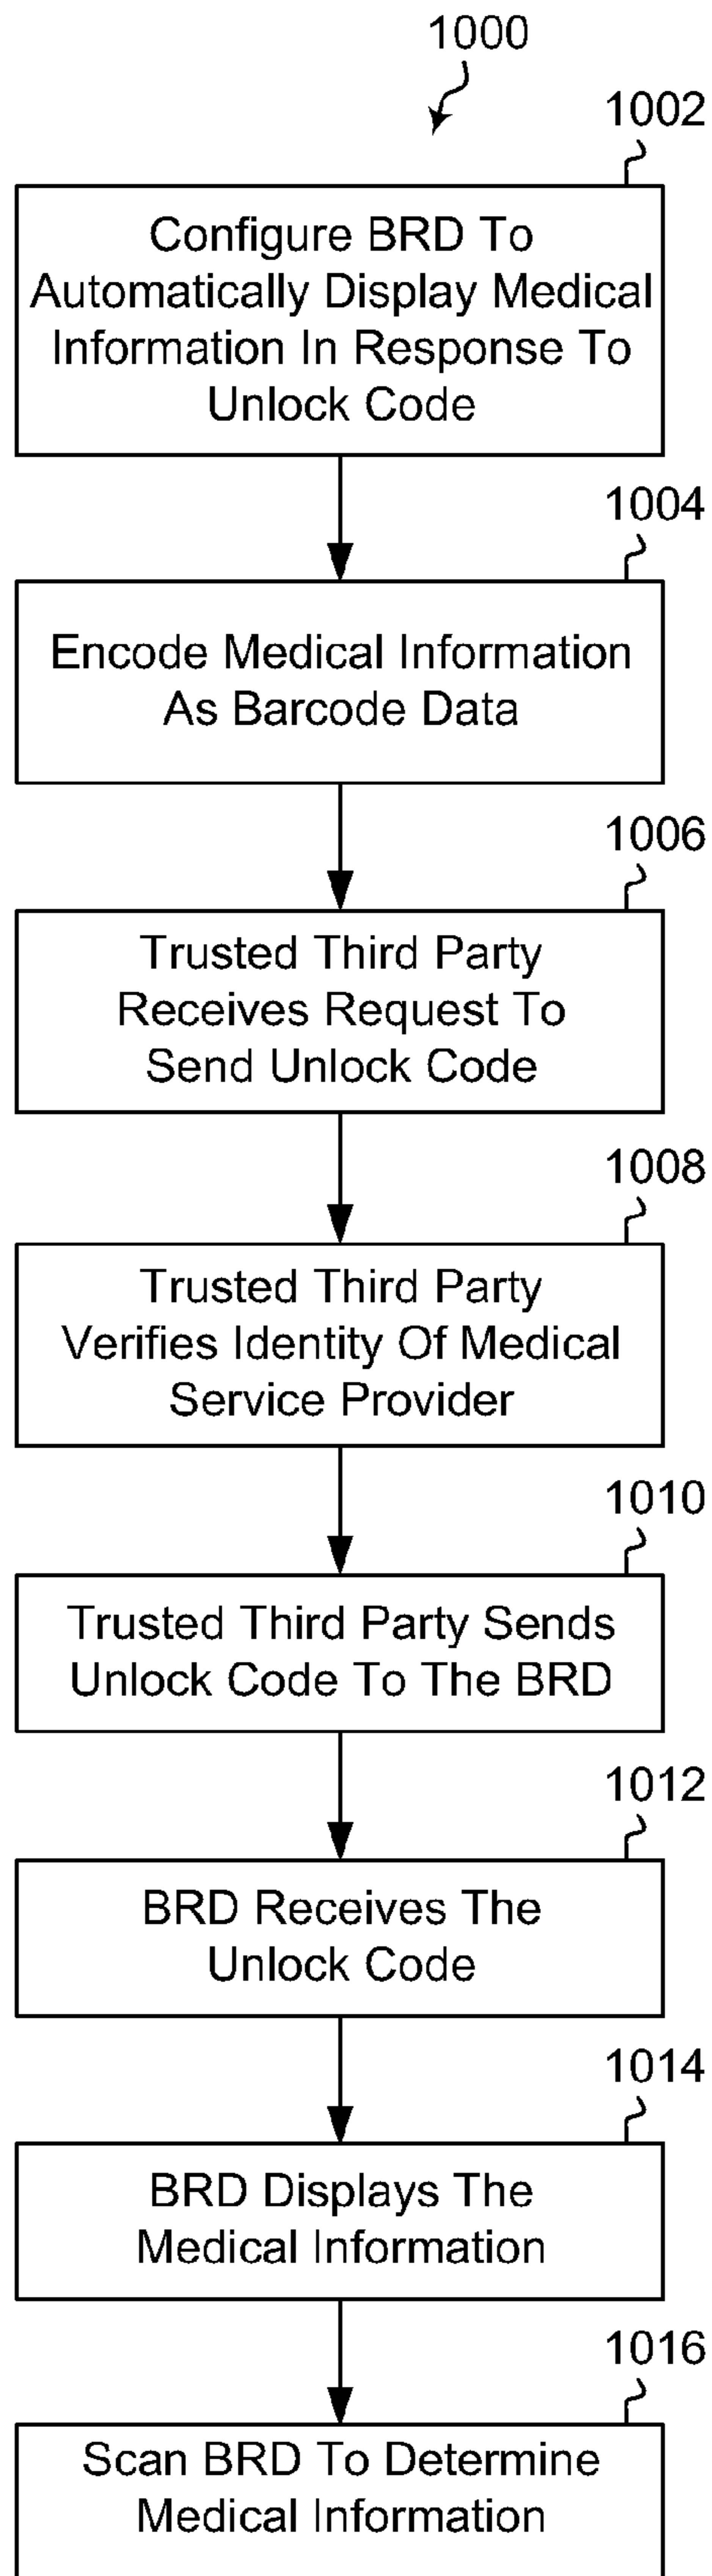 1000
1002
Configure BRD To
Automatically Display Medical
Information In Response To
Unlock Code
1004
Encode Medical Information
As Barcode Data
1006
Trusted Third Party
Receives Request To
Send Unlock Code
1008
Trusted Third Party
Verifies Identity Of Medical
Service Provider
1010
Trusted Third Party Sends
Unlock Code To The BRD
1012
BRD Receives The
Unlock Code
1014
BRD Displays The
Medical Information
1016
Scan BRD To Determine
Medical Information